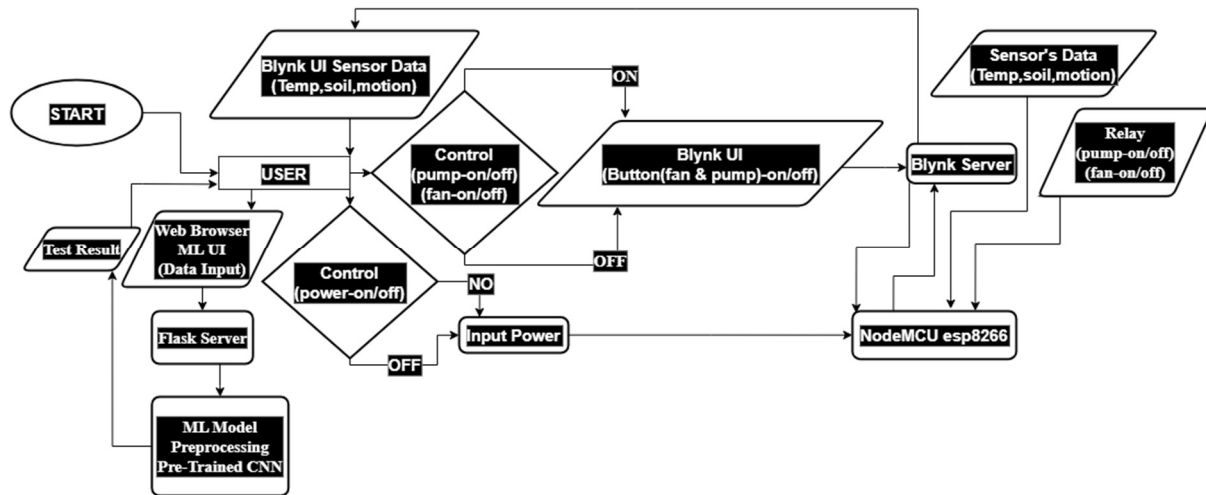 START
Blynk UI Sensor Data
(Temp,soil,motion)
USER
Control
(pump-on/off)
(fan-on/off)
ON
OFF
Blynk UI
(Button(fan & pump)-on/off)
Blynk Server
Sensor's Data
(Temp,soil,motion)
Relay
(pump-on/off)
(fan-on/off)
Test Result
Web Browser
ML UI
(Data Input)
Control
(power-on/off)
NO
OFF
Input Power
NodeMCU esp8266
Flask Server
ML Model
Preprocessing
Pre-Trained CNN